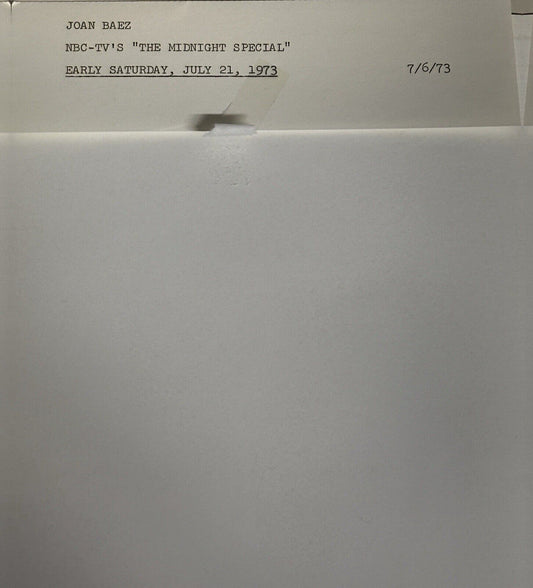 JOAN BAEZ
NBC-TV'S "THE MIDNIGHT SPECIAL"
EARLY SATURDAY, JULY 21, 1973 7/6/73